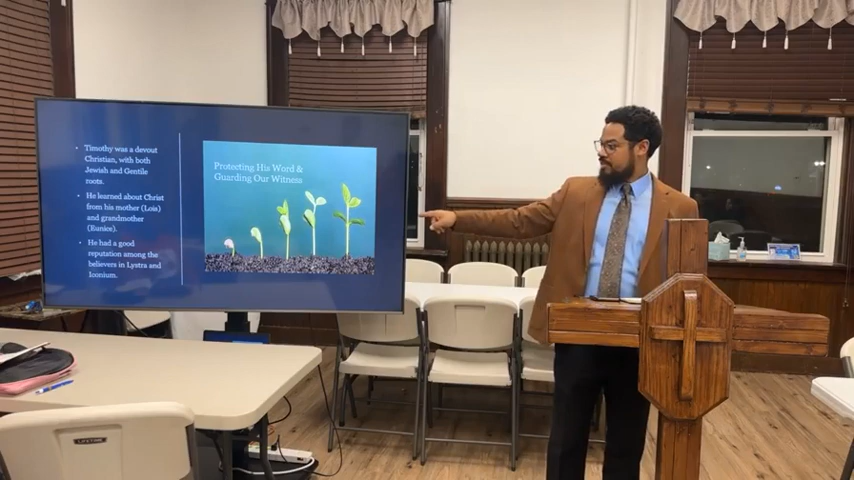 • Timothy was a devout
Christian, with both
Jewish and Gentile
roots.
• He learned about Christ
from his mother (Lois)
and grandmother
(Eunice).
• He had a good
reputation among the
believers in Lystra and
Iconium.
Protecting His Word &
Guarding Our Witness
LIFETIME